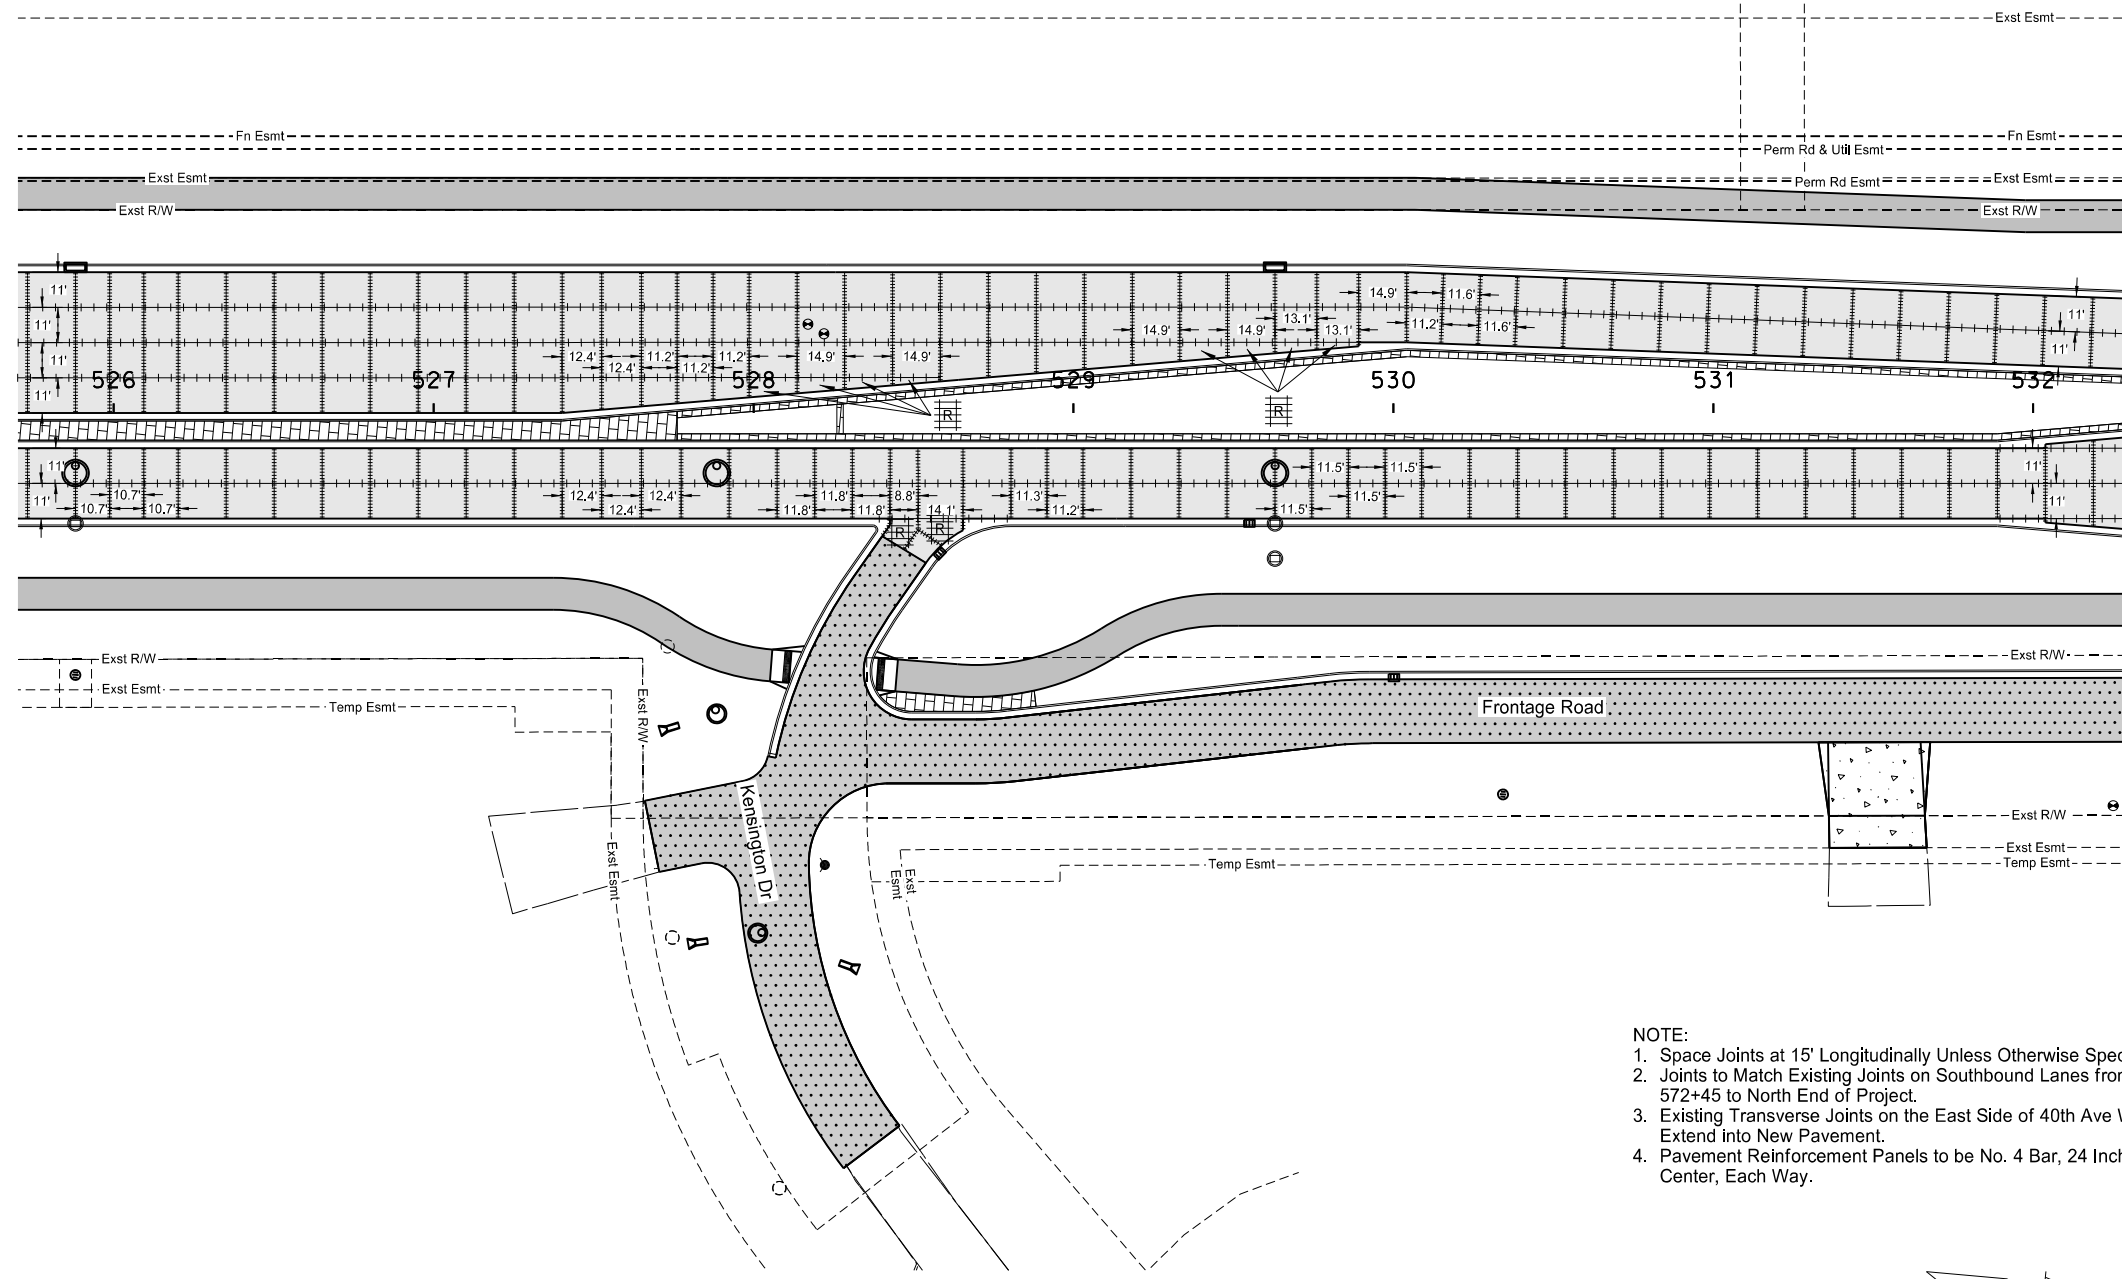 Exst Esmt
Fn Esmt
Fn Esmt
Perm Rd & Util Esmt
Exst Esmt
Perm Rd Esmt
Exst Esmt
Exst R/W
Exst R/W
11'
11'
11'
11'
14.9'
11.6'
13.1'
14.9'
14.9'
13.1'
11.2'
11.6'
11'
11'
12.4'
11.2'
11.2'
14.9'
14.9'
12.4'
11.2'
526
527
528
529
530
531
532
R
R
11'
11'
10.7'
10.7'
10.7'
12.4'
12.4'
12.4'
11.8'
8.8'
11.8'
11.8'
14.1'
11.3'
11.2'
11.5'
11.5'
11.5'
11.5'
11'
11'
R
R
Exst R/W
Exst R/W
Exst Esmt
Temp Esmt
Exst R/W
Frontage Road
Kensington Dr
Exst R/W
Exst Esmt
Exst
Esmt
Temp Esmt
Exst Esmt
Temp Esmt
NOTE:
1. Space Joints at 15' Longitudinally Unless Otherwise Spec
2. Joints to Match Existing Joints on Southbound Lanes fror
572+45 to North End of Project.
3. Existing Transverse Joints on the East Side of 40th Ave
Extend into New Pavement.
4. Pavement Reinforcement Panels to be No. 4 Bar, 24 Inch
Center, Each Way.